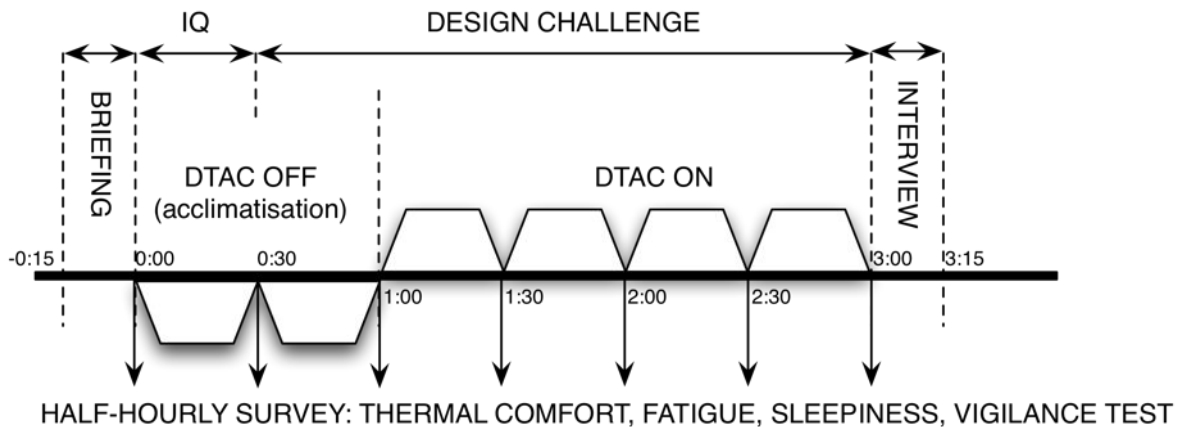 IQ
DESIGN CHALLENGE
BRIEFING
INTERVIEW
DTAC OFF
(acclimatisation)
DTAC ON
-0:15
0:00
0:30
3:00
3:15
1:00
1:30
2:00
2:30
HALF-HOURLY SURVEY: THERMAL COMFORT, FATIGUE, SLEEPINESS, VIGILANCE TEST